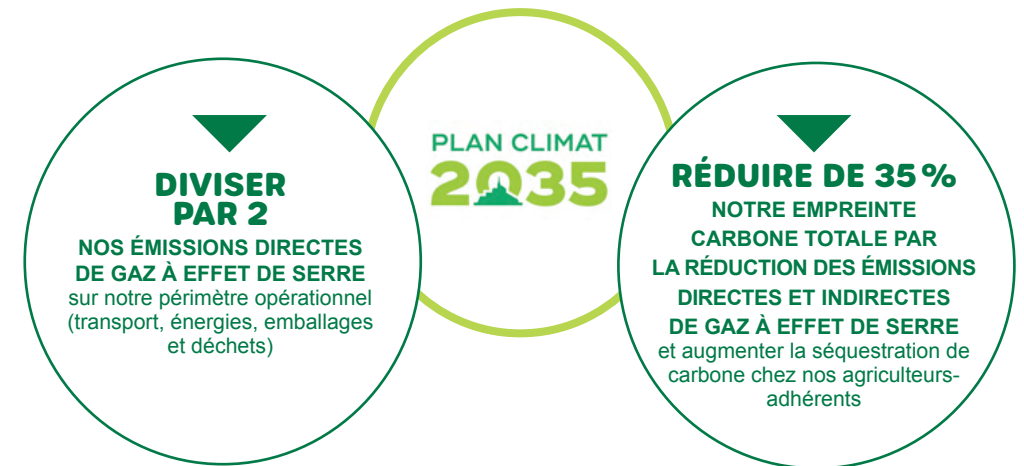 DIVISER
PAR 2
NOS ÉMISSIONS DIRECTES
DE GAZ À EFFET DE SERRE
sur notre périmètre opérationnel
(transport, énergies, emballages
et déchets)
PLAN CLIMAT
2035
RÉDUIRE DE 35 %
NOTRE EMPREINTE
CARBONE TOTALE PAR
LA RÉDUCTION DES ÉMISSIONS
DIRECTES ET INDIRECTES
DE GAZ À EFFET DE SERRE
et augmenter la séquestration de
carbone chez nos agriculteurs-
adhérents